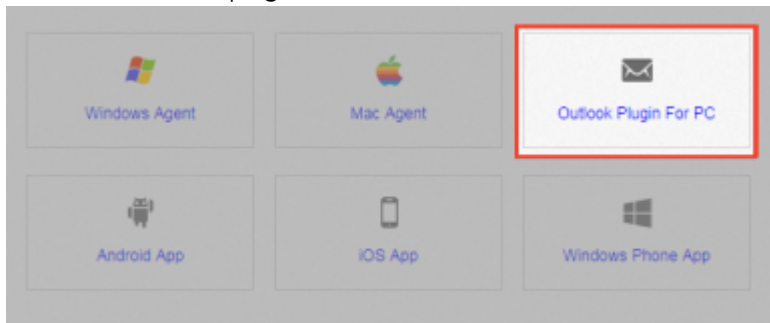 Windows Agent
Mac Agent
Outlook Plugin For PC
Android App
iOS App
Windows Phone App